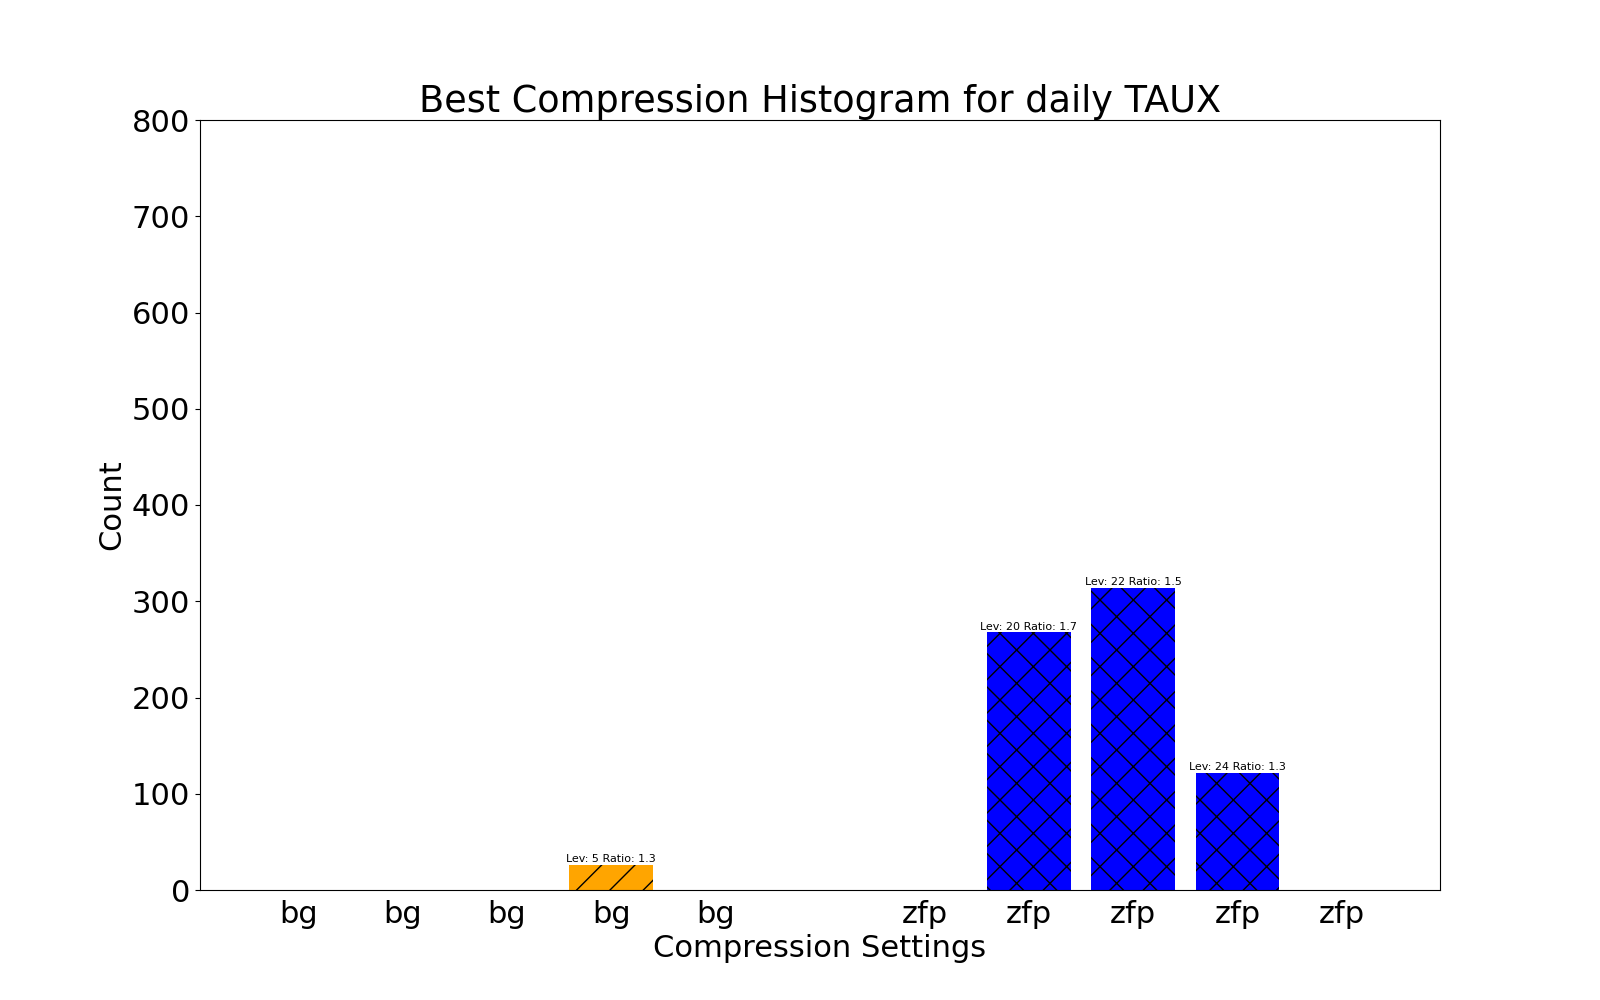 Best Compression Histogram for daily TAUX
800
700
600
500
400
300
200
100
0
Count
Lev: 5 Ratio: 1.3
Lev: 20 Ratio: 1.7
Lev: 22 Ratio: 1.5
Lev: 24 Ratio: 1.3
bg bg bg bg bg zfp zfp zfp zfp zfp
Compression Settings